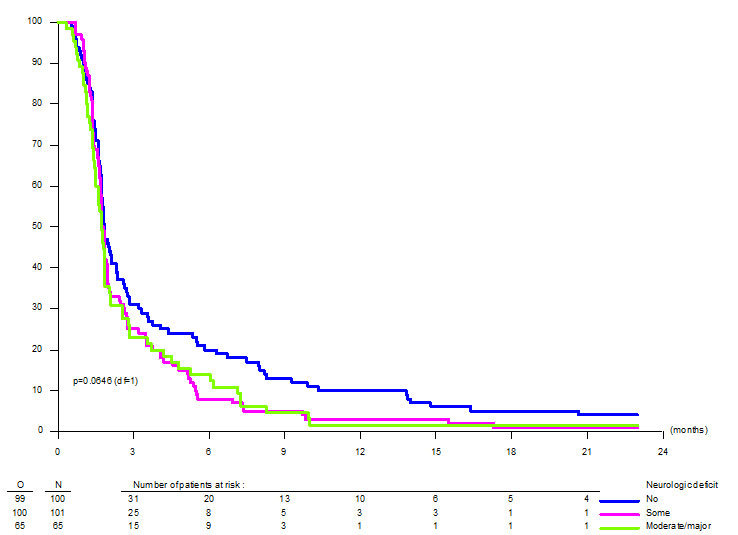 100
90
80
70
60
50
40
30
20
10
0
p=0.0646 (df=1)
0 3 6 9 12 15 18 21 24 (months)
O N Number of patients at risk : Neurologic deficit
99 100 31 20 13 10 6 5 4 No
100 101 25 8 5 3 3 1 1 Some
65 65 15 9 3 1 1 1 1 Moderate/major